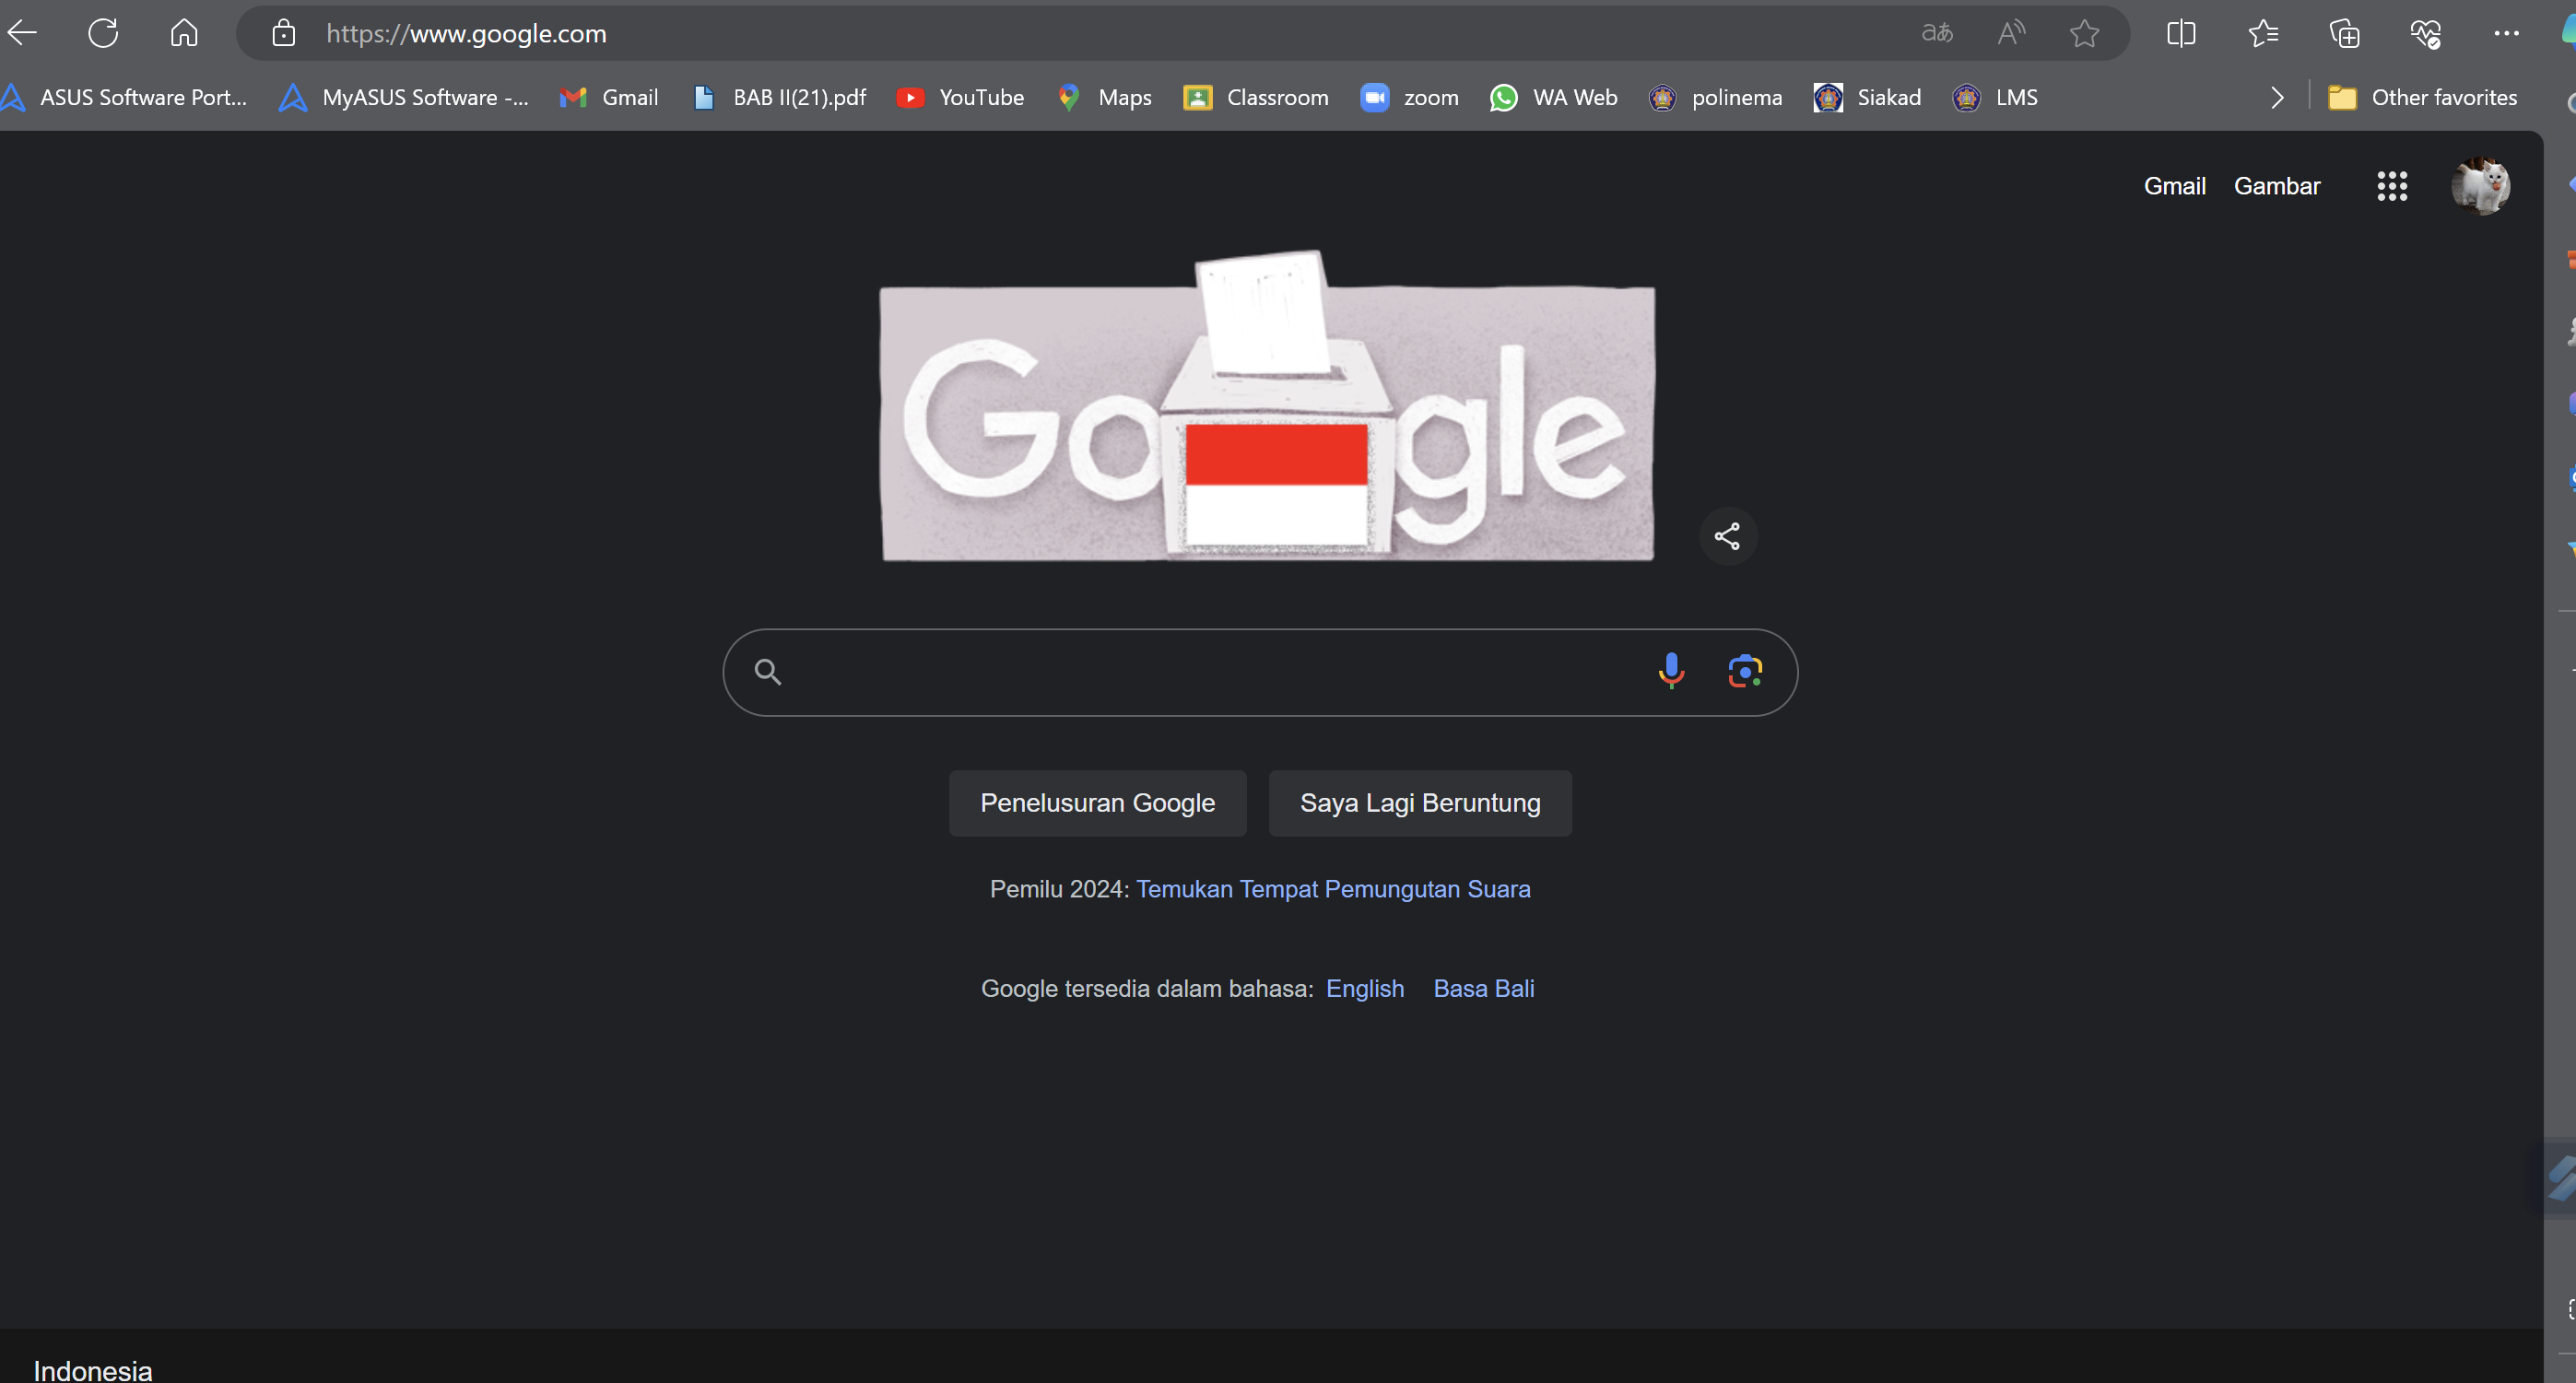 https://www.google.com
ASUS Software Port... MyASUS Software -... Gmail BAB II(21).pdf YouTube Maps Classroom zoom WA Web polinema Siakad LMS Other favorites
Gmail Gambar
Google
Penelusuran Google Saya Lagi Beruntung
Pemilu 2024: Temukan Tempat Pemungutan Suara
Google tersedia dalam bahasa: English Basa Bali
Indonesia